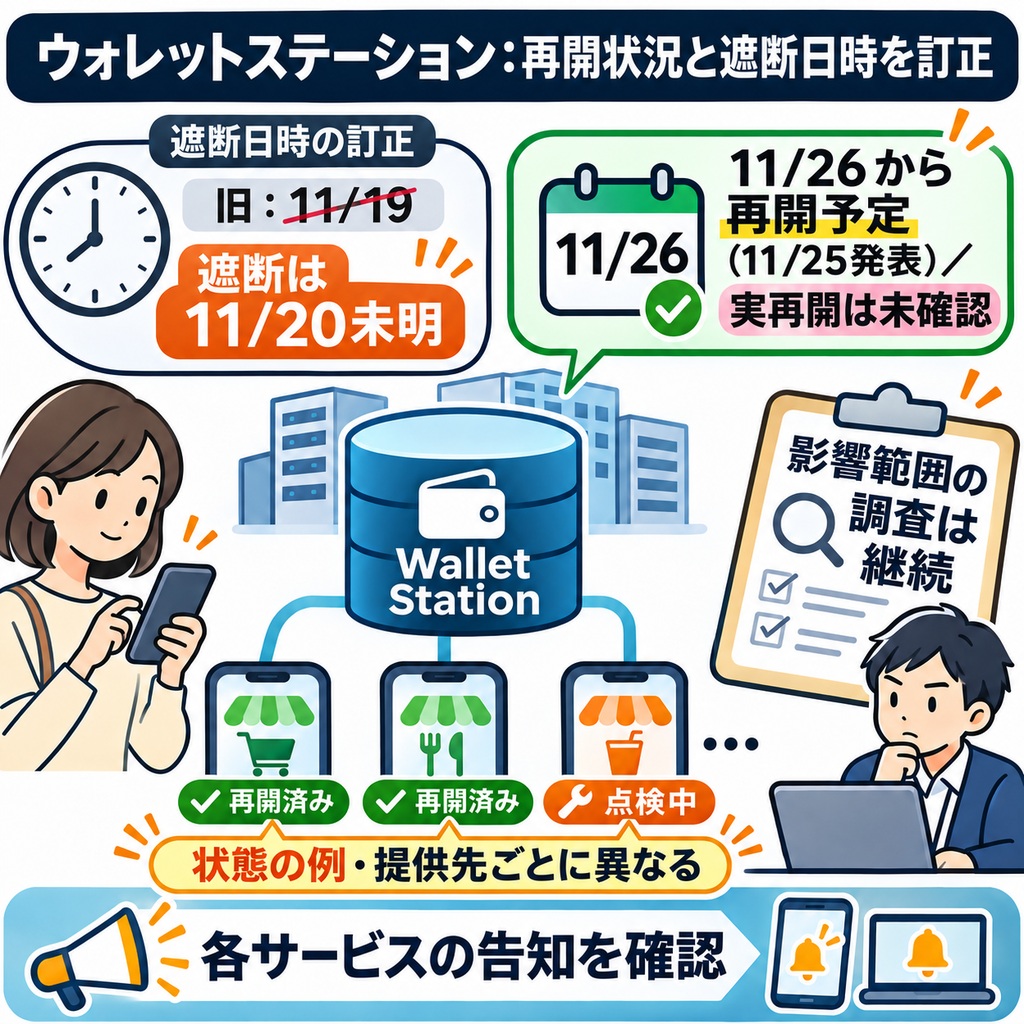 ウォレットステーション：再開状況と遮断日時を訂正
遮断日時の訂正
旧：11/19
遮断は
11/20未明
11/26
11/26から
再開予定
（11/25発表）／
実再開は未確認
影響範囲の
調査は
継続
Wallet
Station
再開済み
再開済み
点検中
...
状態の例・提供先ごとに異なる
各サービスの告知を確認